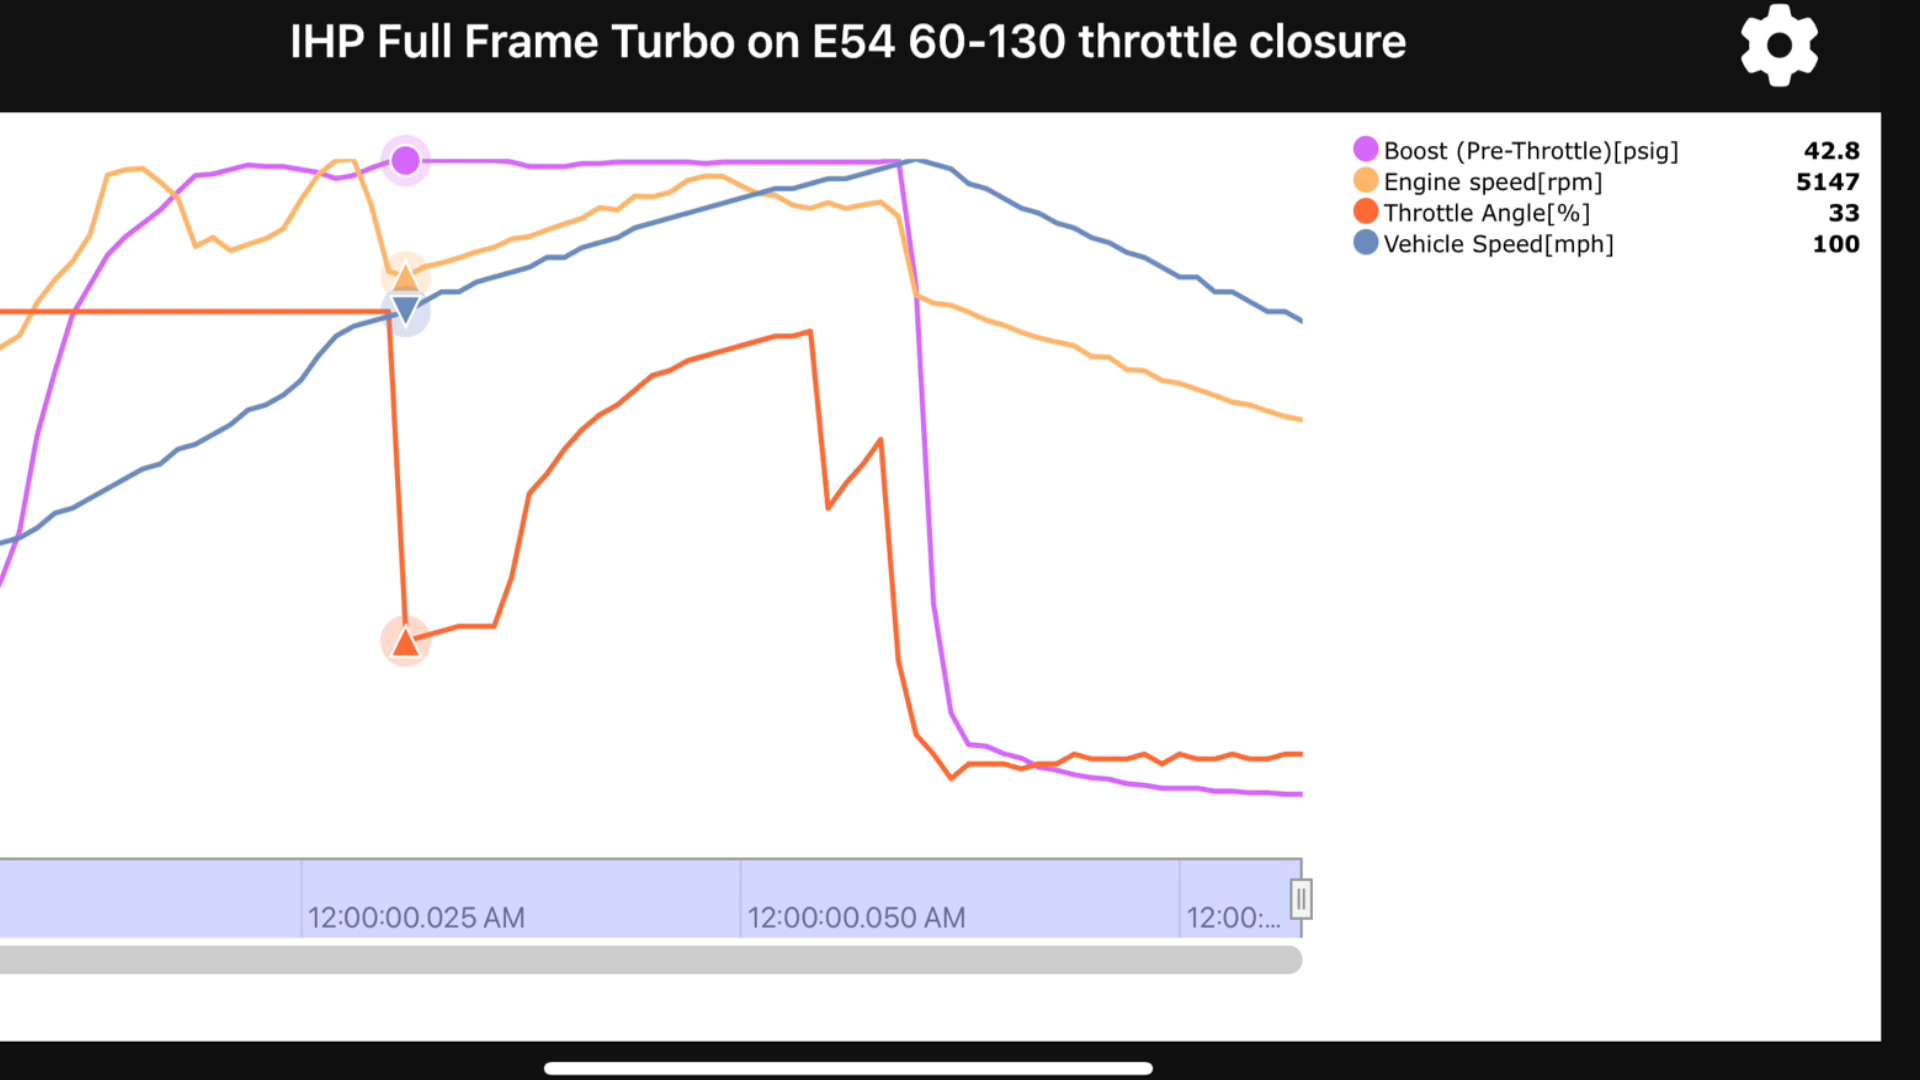 IHP Full Frame Turbo on E54 60-130 throttle closure
Boost (Pre-Throttle)[psig] 42.8
Engine speed[rpm] 5147
Throttle Angle[%] 33
Vehicle Speed[mph] 100
12:00:00.025 AM 12:00:00.050 AM 12:00:...